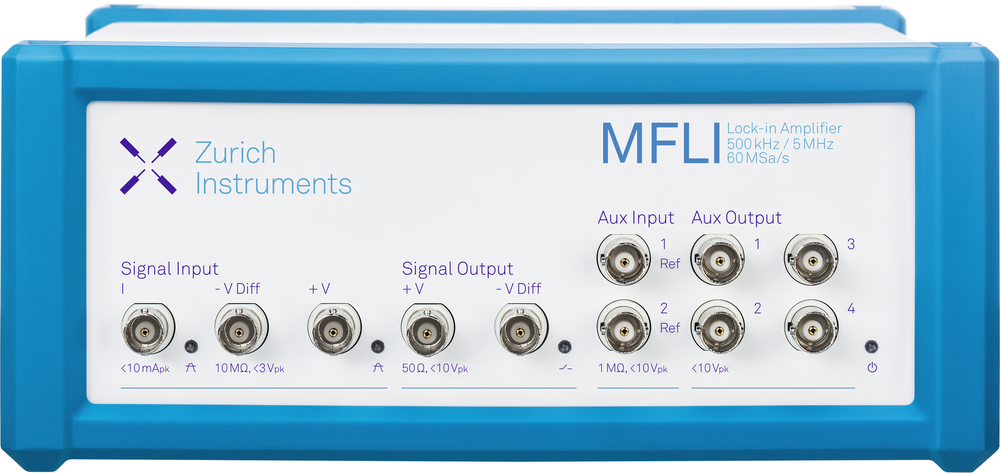 Zurich
Instruments
MFLI
Lock-in Amplifier
500 kHz / 5 MHz
60 MSa/s
Signal Input
I
- V Diff
+ V
<10 mApk
10 MΩ, <3 Vpk
Signal Output
+ V
- V Diff
50 Ω, <10 Vpk
Aux Input
1
Ref
2
Ref
1 MΩ, <10 Vpk
Aux Output
1
3
2
4
<10 Vpk